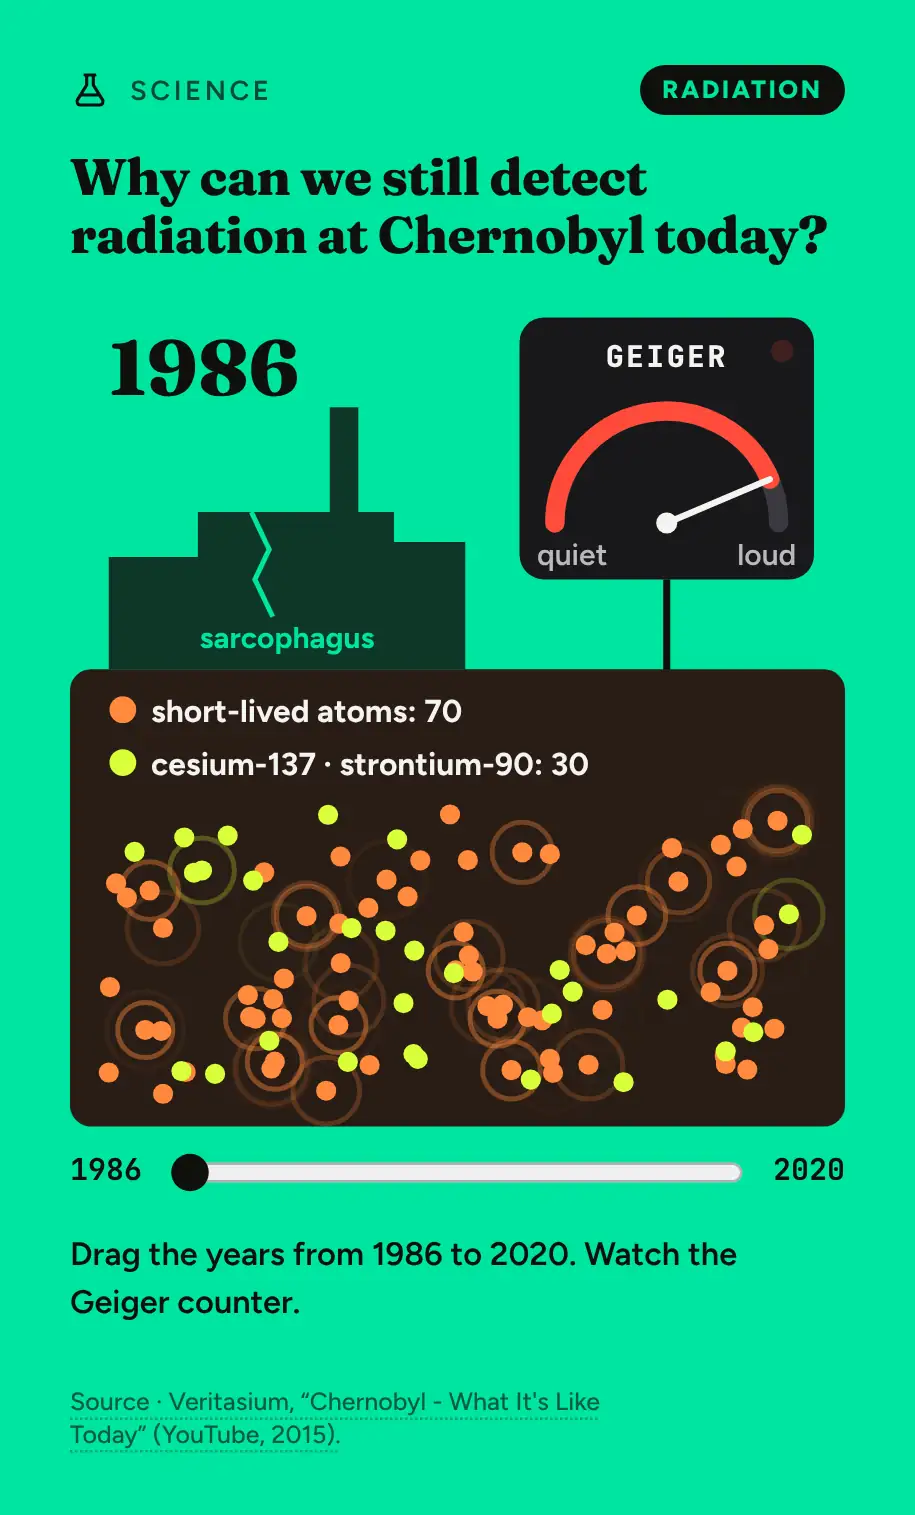 SCIENCE
RADIATION
Why can we still detect
radiation at Chernobyl today?
1986
GEIGER
quiet
loud
sarcophagus
short-lived atoms: 70
cesium-137 · strontium-90: 30
1986
2020
Drag the years from 1986 to 2020. Watch the
Geiger counter.
Source · Veritasium, “Chernobyl - What It's Like
Today” (YouTube, 2015).